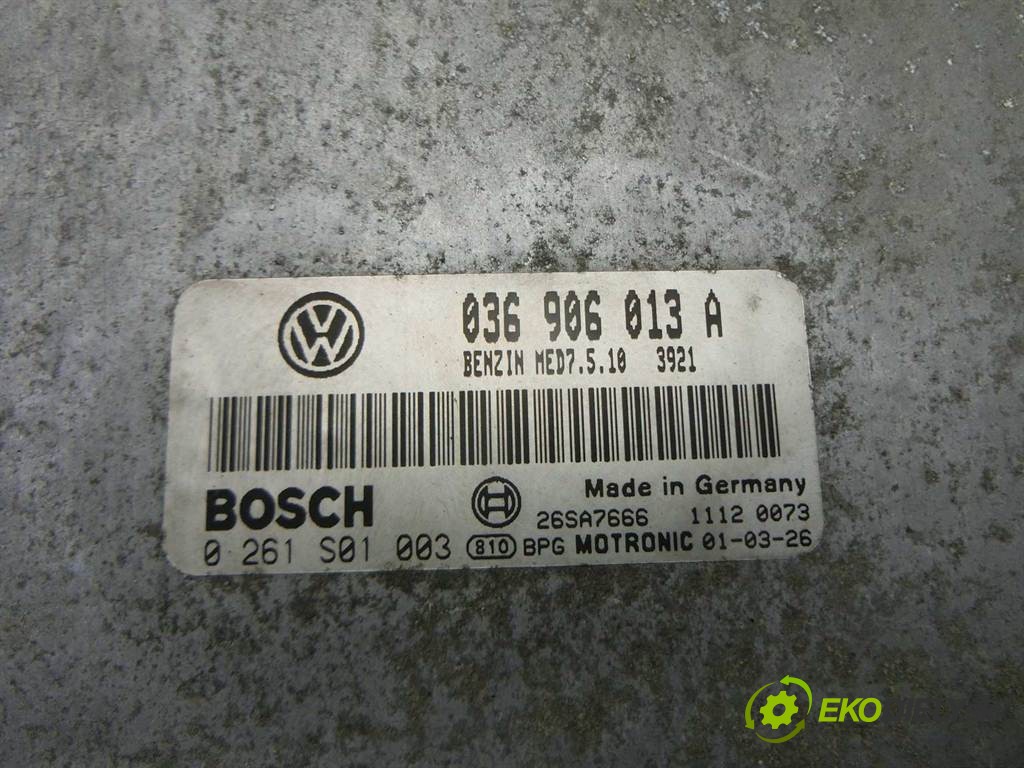 036 906 013 A
BENZIN MED7.5.10 3921
BOSCH
Made in Germany
26SA7666 1112 0073
0 261 S01 003 810 BPG MOTRONIC 01-03-26
EKO